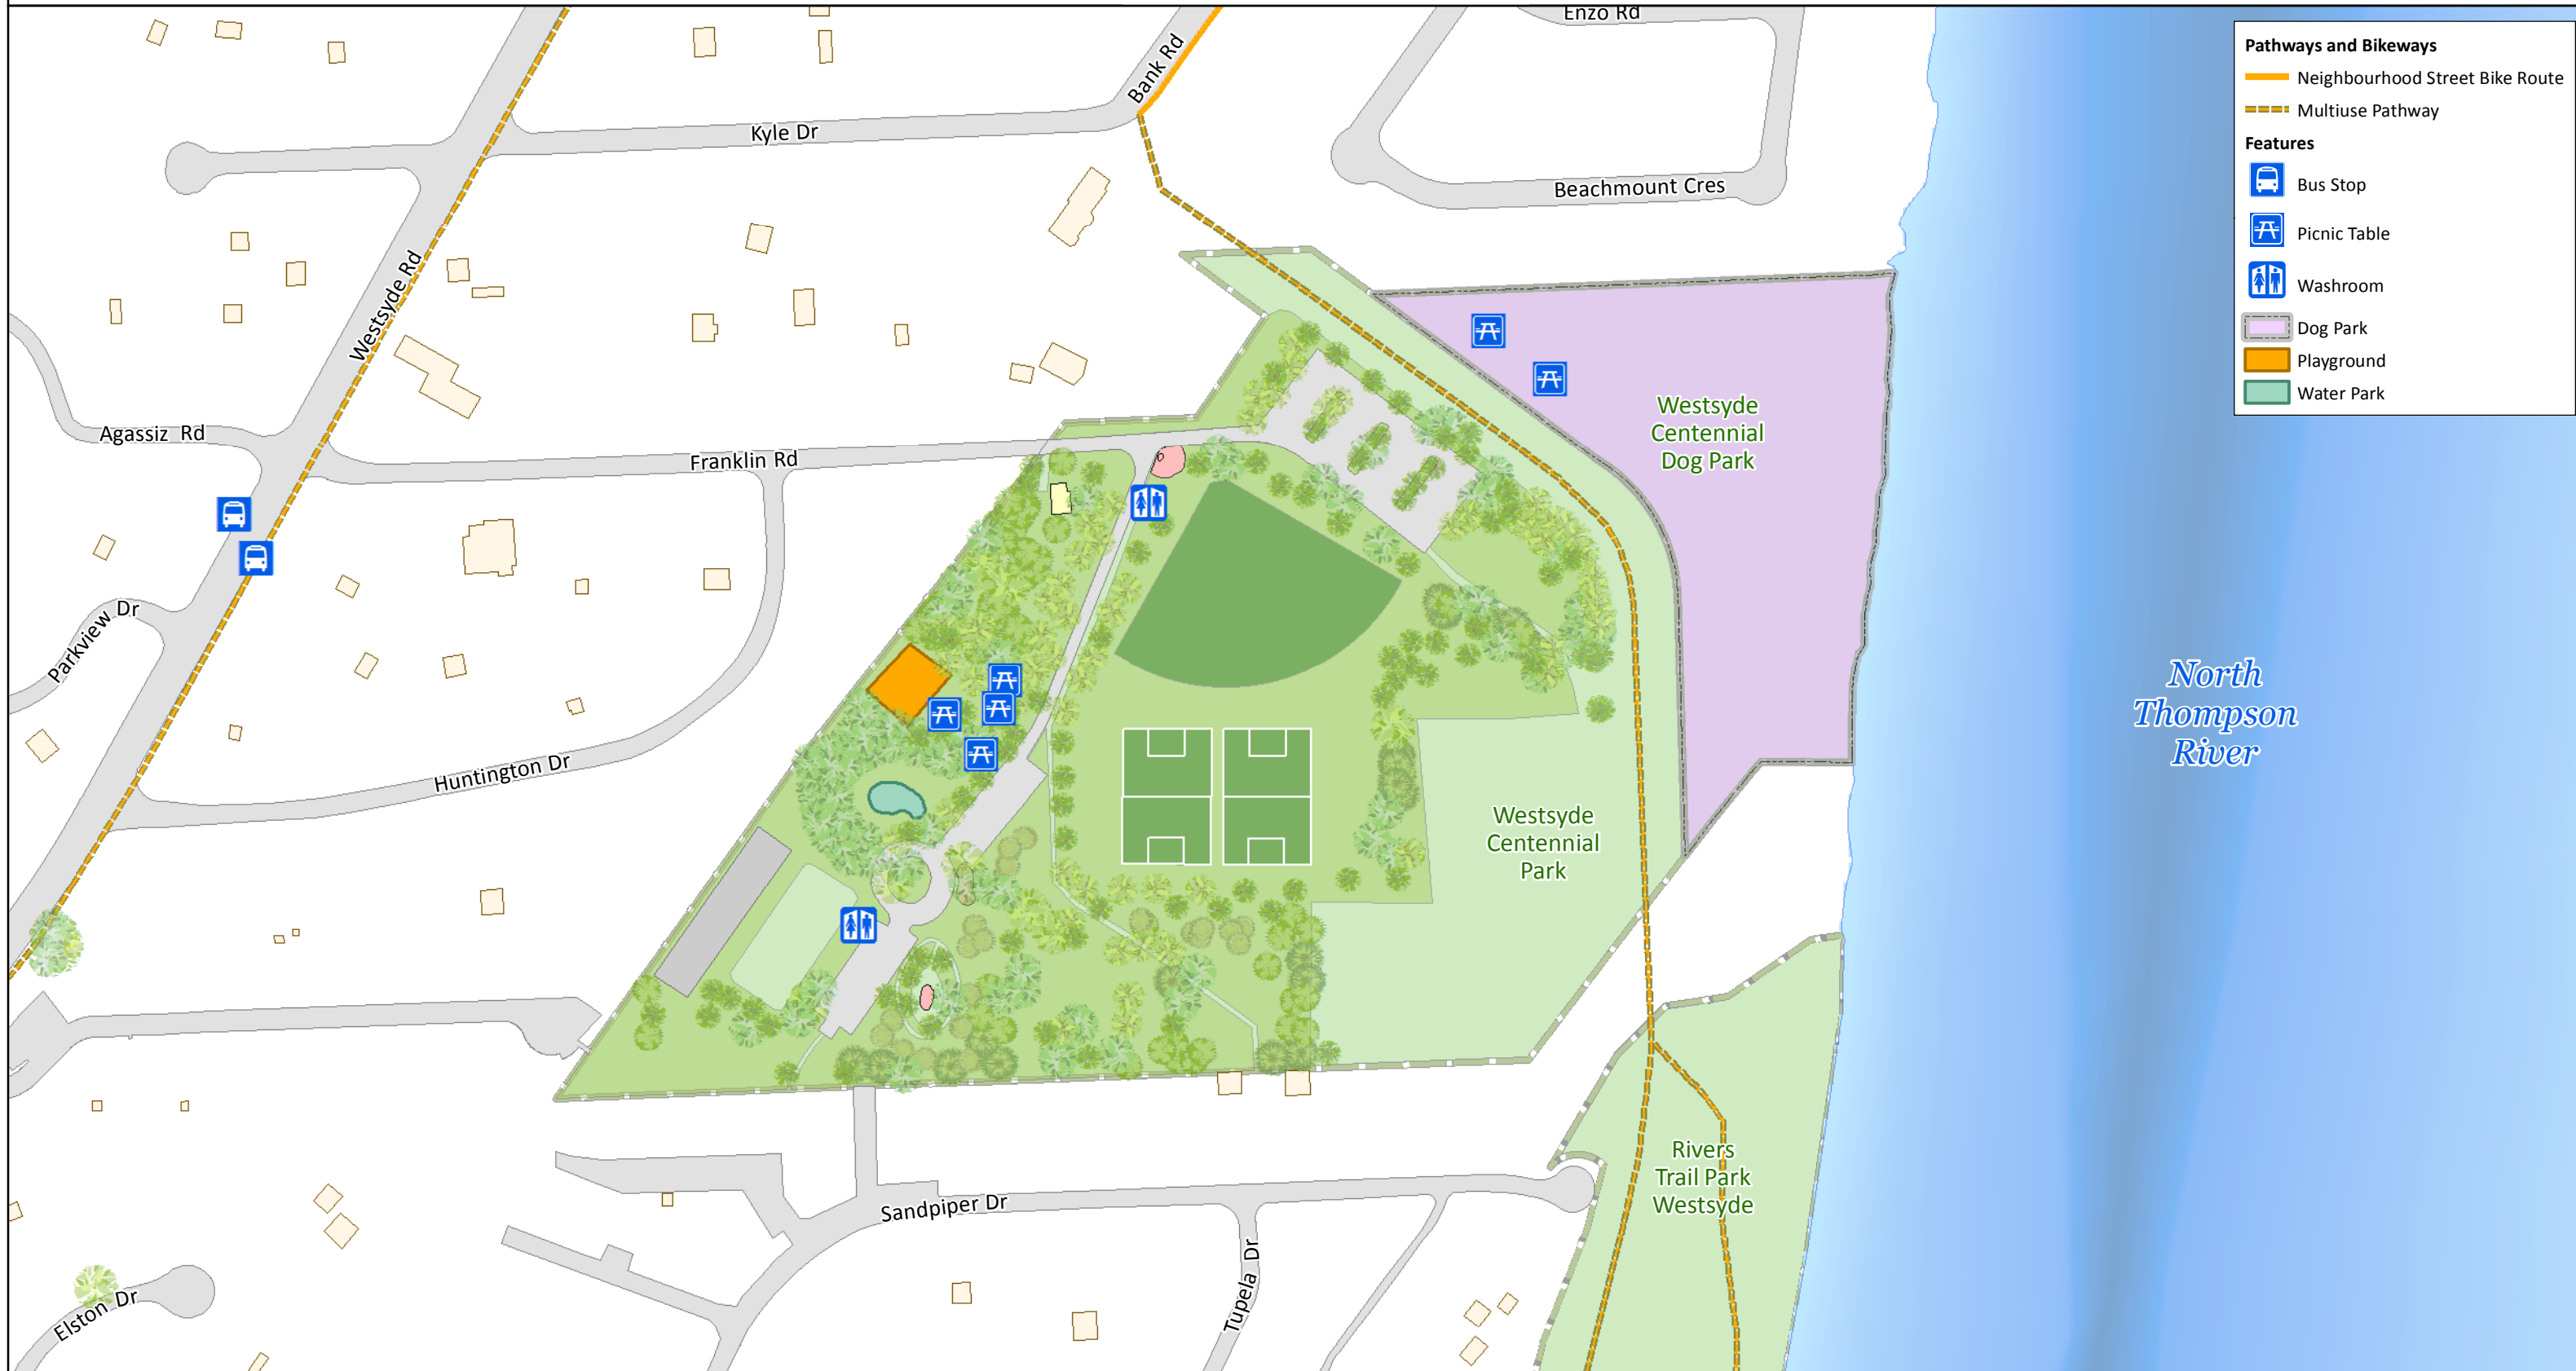 Enzo Rd
Bank Rd
Kyle Dr
Beachmount Cres
Westsyde Rd
Agassiz Rd
Franklin Rd
Parkview Dr
Huntington Dr
Westsyde
Centennial
Dog Park
North
Thompson
River
Westsyde
Centennial
Park
Rivers
Trail Park
Westsyde
Sandpiper Dr
Tupela Dr
Elston Dr
Pathways and Bikeways
Neighbourhood Street Bike Route
Multiuse Pathway
Features
Bus Stop
Picnic Table
Washroom
Dog Park
Playground
Water Park